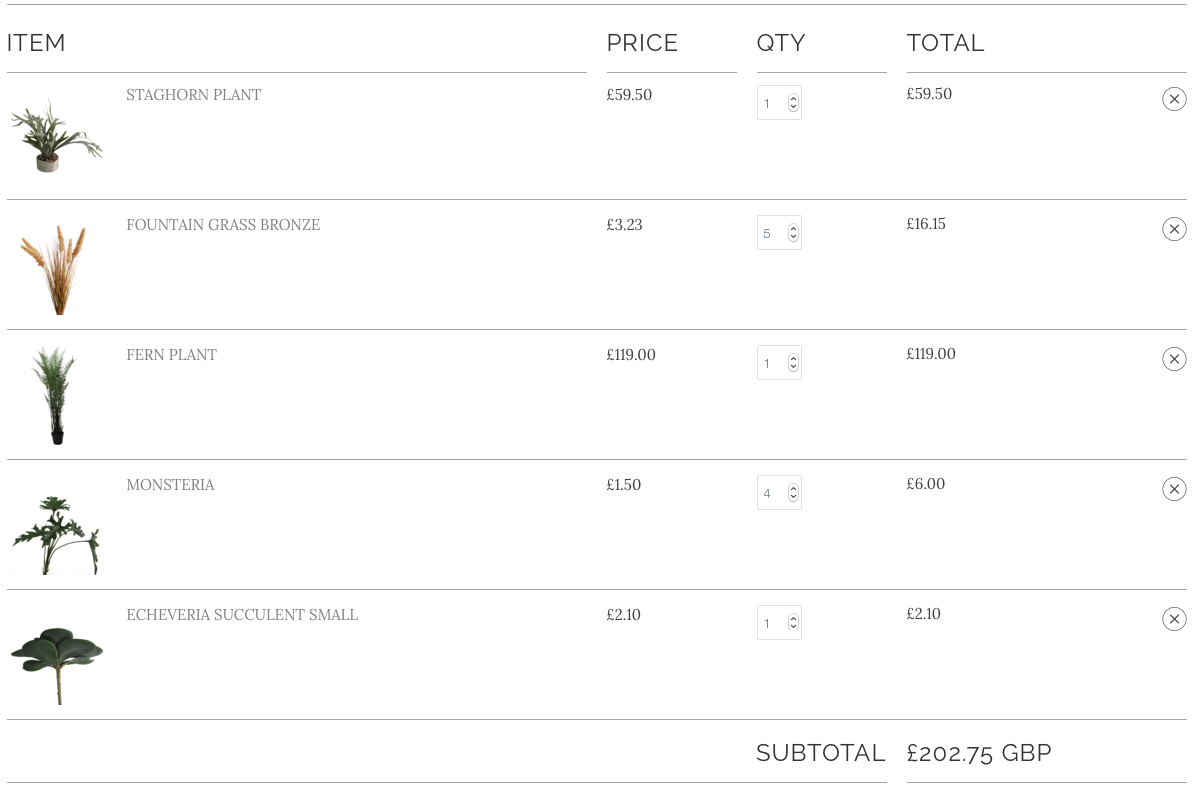 ITEM PRICE QTY TOTAL
STAGHORN PLANT £59.50 1 £59.50
FOUNTAIN GRASS BRONZE £3.23 5 £16.15
FERN PLANT £119.00 1 £119.00
MONSTERIA £1.50 4 £6.00
ECHEVERIA SUCCULENT SMALL £2.10 1 £2.10
SUBTOTAL £202.75 GBP